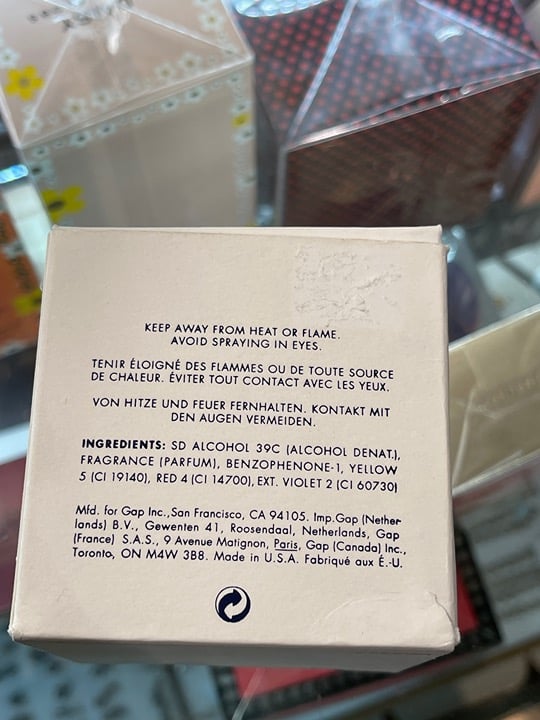 KEEP AWAY FROM HEAT OR FLAME.
AVOID SPRAYING IN EYES.
TENIR ÉLOIGNÉ DES FLAMMES OU DE TOUTE SOURCE
DE CHALEUR. ÉVITER TOUT CONTACT AVEC LES YEUX.
VON HITZE UND FEUER FERNHALTEN. KONTAKT MIT
DEN AUGEN VERMEIDEN.
INGREDIENTS: SD ALCOHOL 39C (ALCOHOL DENAT.),
FRAGRANCE (PARFUM), BENZOPHENONE-1, YELLOW
5 (CI 19140), RED 4 (CI 14700), EXT. VIOLET 2 (CI 60730)
Mfd. for Gap Inc., San Francisco, CA 94105. Imp.Gap (Nether-
lands) B.V., Gewenten 41, Roosendaal, Netherlands, Gap
(France) S.A.S., 9 Avenue Matignon, Paris, Gap (Canada) Inc.,
Toronto, ON M4W 3B8. Made in U.S.A. Fabriqué aux É.-U.